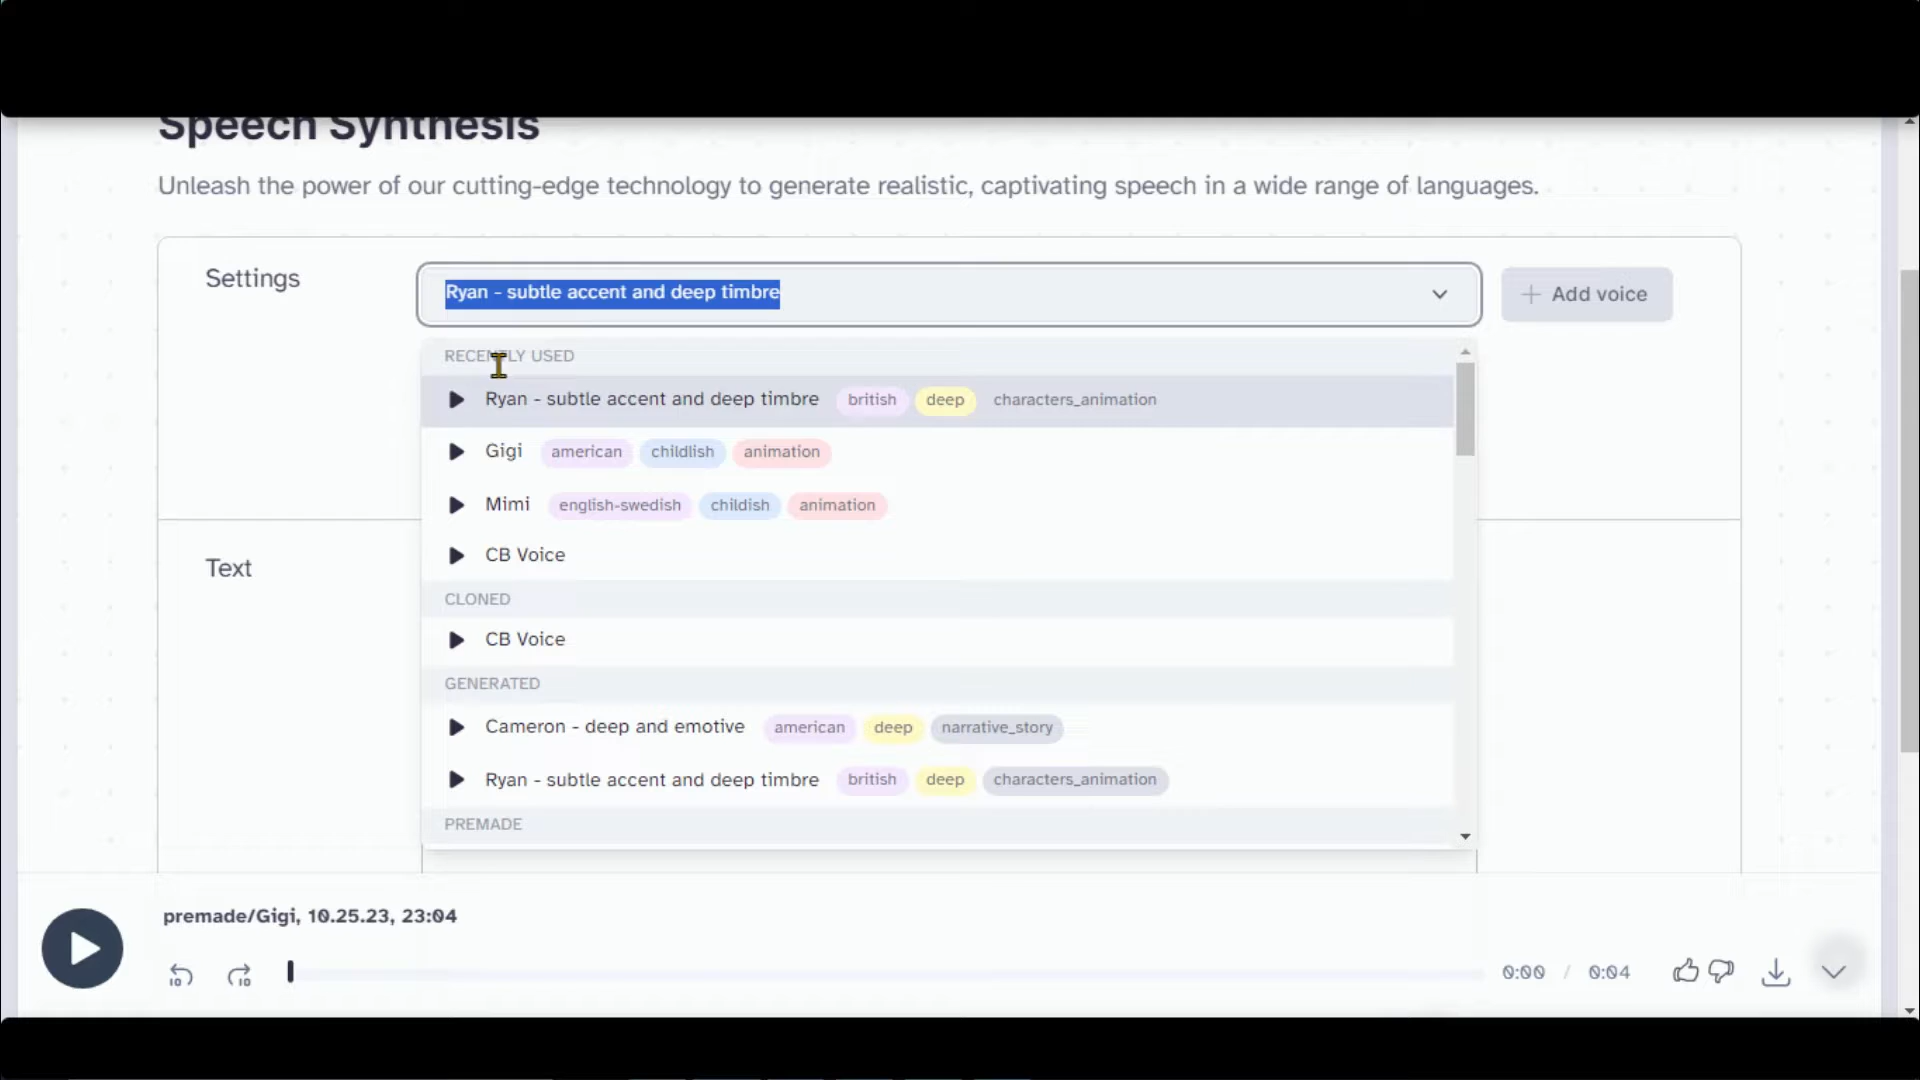 Speech Synthesis
Unleash the power of our cutting-edge technology to generate realistic, captivating speech in a wide range of languages.
Settings
Ryan - subtle accent and deep timbre
Add voice
RECENTLY USED
Ryan - subtle accent and deep timbre british deep characters_animation
Gigi american childlish animation
Mimi english-swedish childish animation
CB Voice
Text
CLONED
CB Voice
GENERATED
Cameron - deep and emotive american deep narrative_story
Ryan - subtle accent and deep timbre british deep characters_animation
PREMADE
premade/Gigi, 10.25.23, 23:04
10 10 0:00 / 0:04